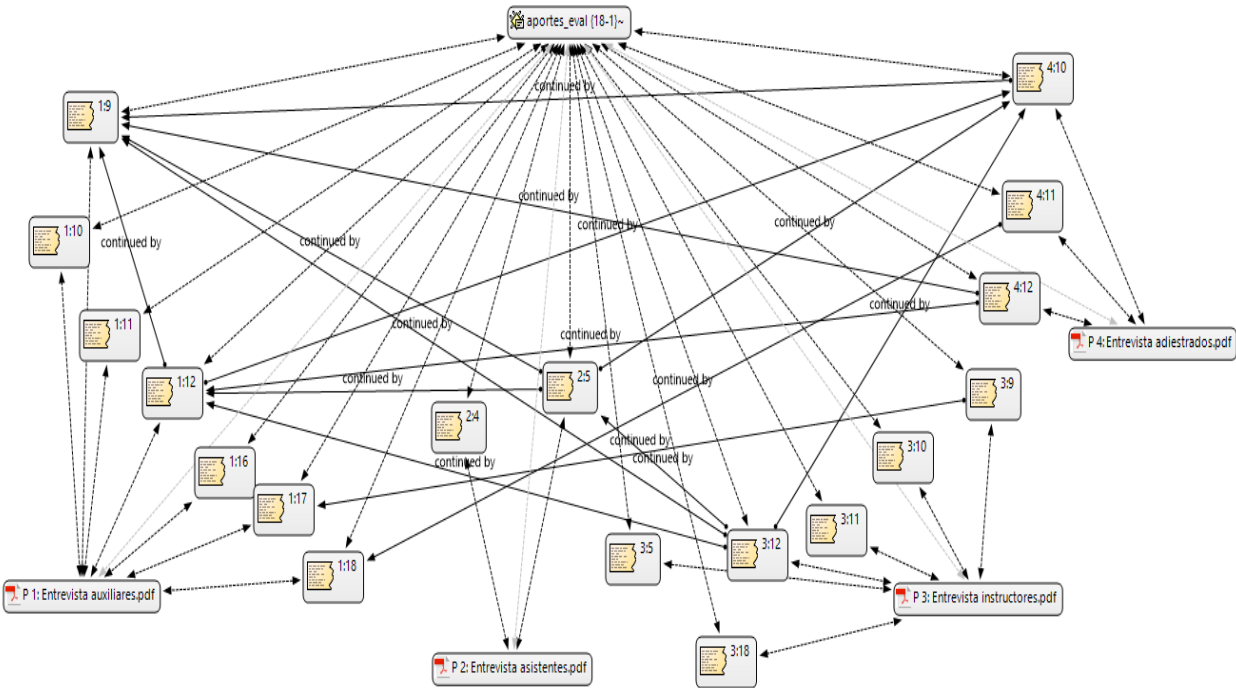 aportes_eval {18-1}~
4:10
continued by
1:9
4:11
continued by
1:10
continued by
continued by
continued by
4:12
continued by
1:11
continued by
P 4: Entrevista adiestrados.pdf
1:12
continued by
2:5
continued by
3:9
2:4
continued by
3:10
1:16
continued by
continued by
1:17
3:11
3:12
3:5
1:18
P 1: Entrevista auxiliares.pdf
P 3: Entrevista instructores.pdf
3:18
P 2: Entrevista asistentes.pdf